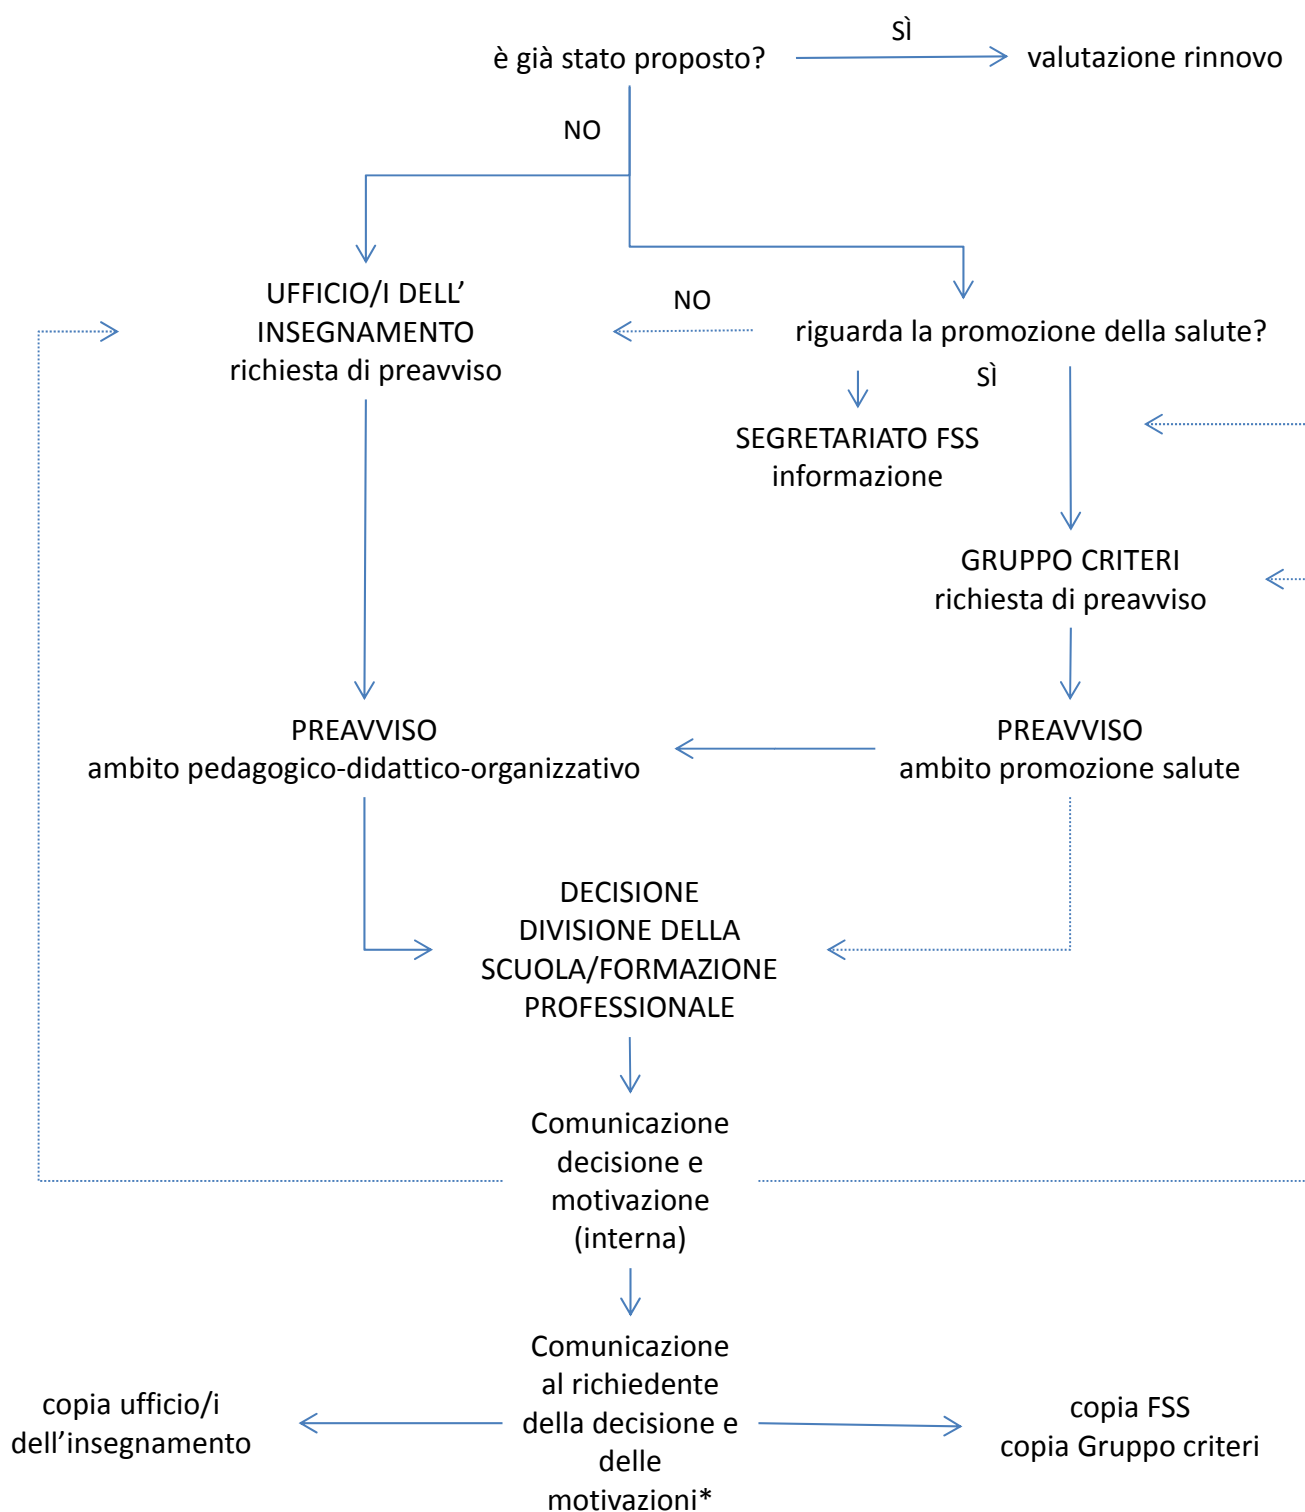 è già stato proposto?
SÌ
valutazione rinnovo
NO
UFFICIO/I DELL’
INSEGNAMENTO
richiesta di preavviso
NO
riguarda la promozione della salute?
SÌ
SEGRETARIATO FSS
informazione
GRUPPO CRITERI
richiesta di preavviso
PREAVVISO
ambito pedagogico-didattico-organizzativo
PREAVVISO
ambito promozione salute
DECISIONE
DIVISIONE DELLA
SCUOLA/FORMAZIONE
PROFESSIONALE
Comunicazione
decisione e
motivazione
(interna)
Comunicazione
al richiedente
della decisione e
delle
motivazioni*
copia ufficio/i
dell’insegnamento
copia FSS
copia Gruppo criteri